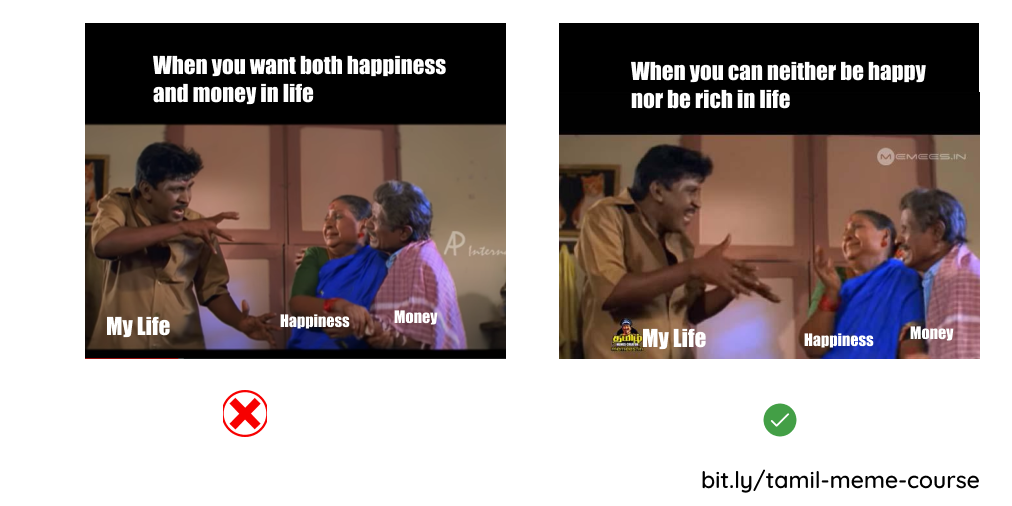 When you want both happiness
and money in life
AP Intern
My Life
Happiness
Money
When you can neither be happy
nor be rich in life
MEMEES.IN
தமிழ்
My Life
Happiness
Money
bit.ly/tamil-meme-course